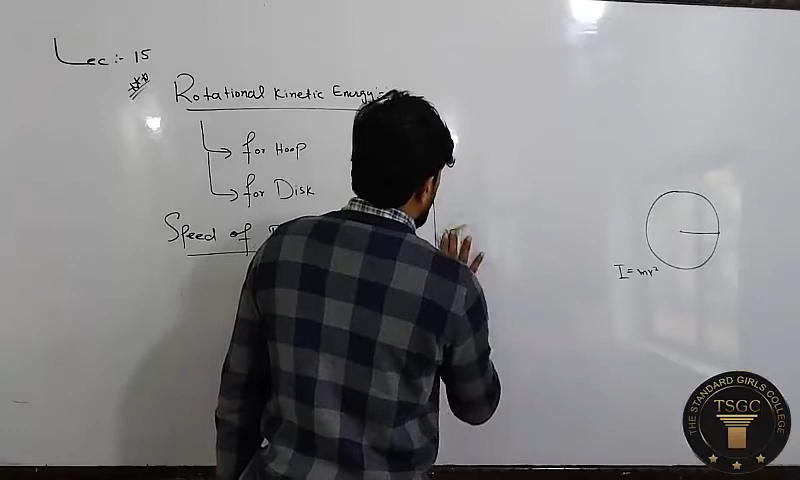 Lec :- 15
Rotational Kinetic Energy:-
for Hoop
for Disk
Speed of
I = mr²
THE STANDARD GIRLS COLLEGE
TSGC